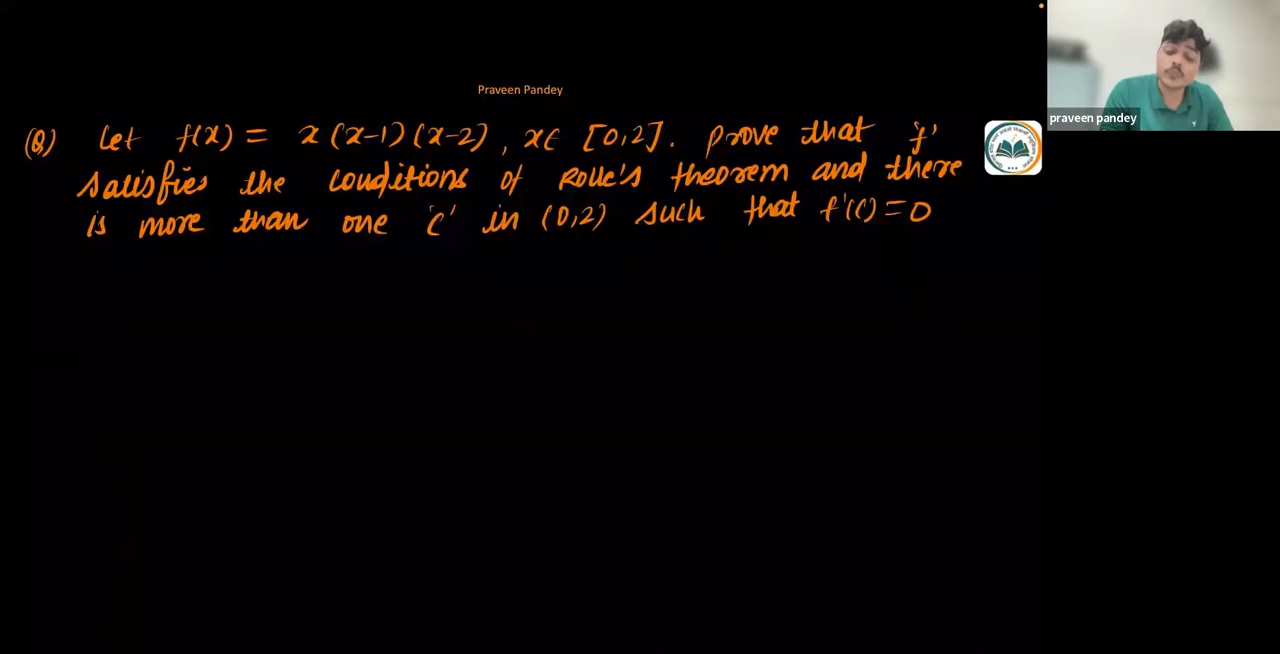 Praveen Pandey
praveen pandey
(Q) Let f(x) = x(x-1)(x-2), x∈ [0,2]. prove that 'f'
satisfies the conditions of Rolle's theorem and there
is more than one 'c' in (0,2) such that f'(c)=0